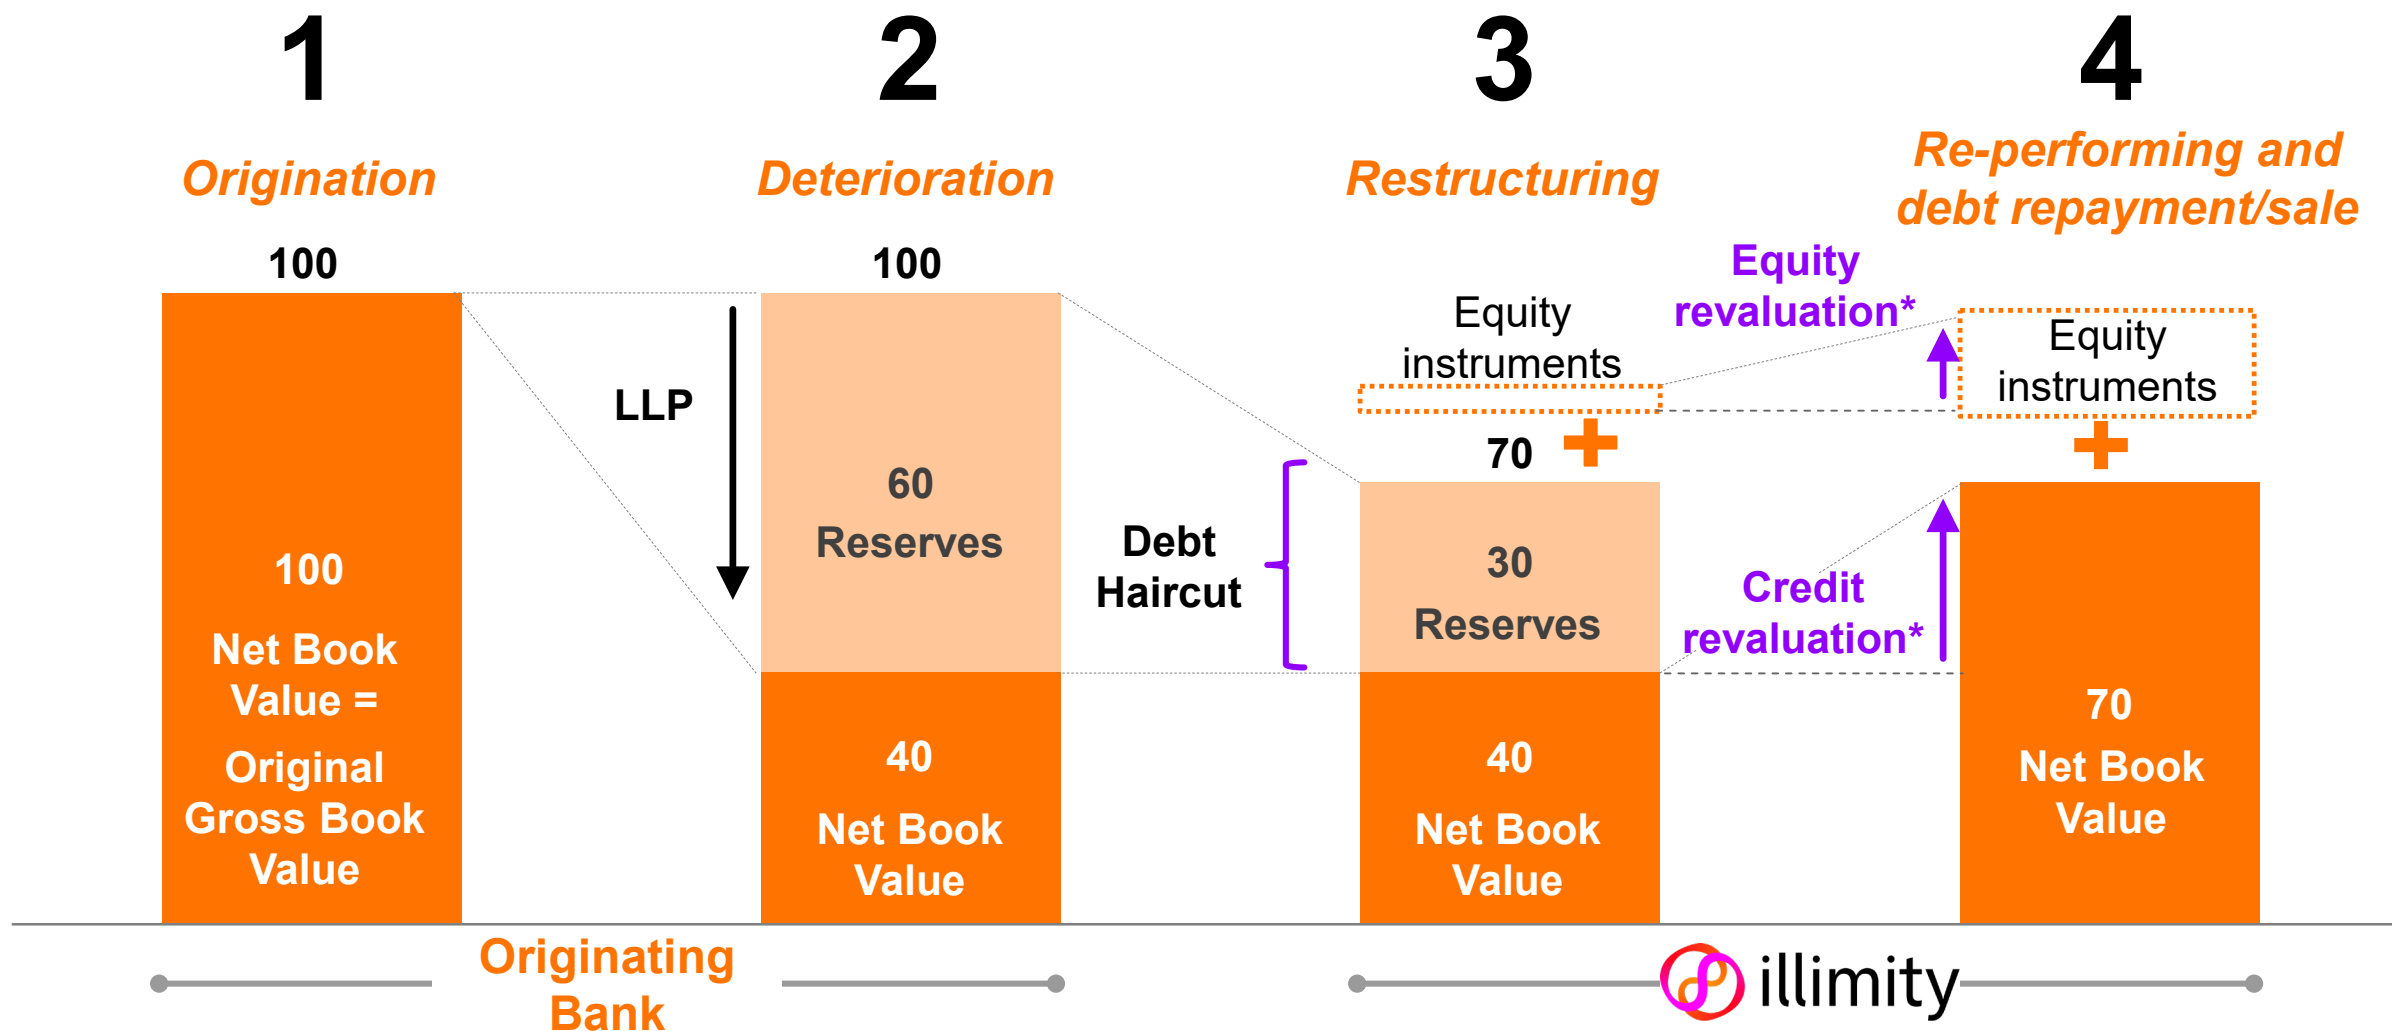 1
2
3
4
Origination
Deterioration
Restructuring
Re-performing and
debt repayment/sale
100
100
Net Book
Value =
Original
Gross Book
Value
100
LLP
60
Reserves
40
Net Book
Value
Debt
Haircut
Equity
instruments
70
30
Reserves
40
Net Book
Value
Equity
revaluation*
Credit
revaluation*
Equity
instruments
70
Net Book
Value
Originating
Bank
illimity